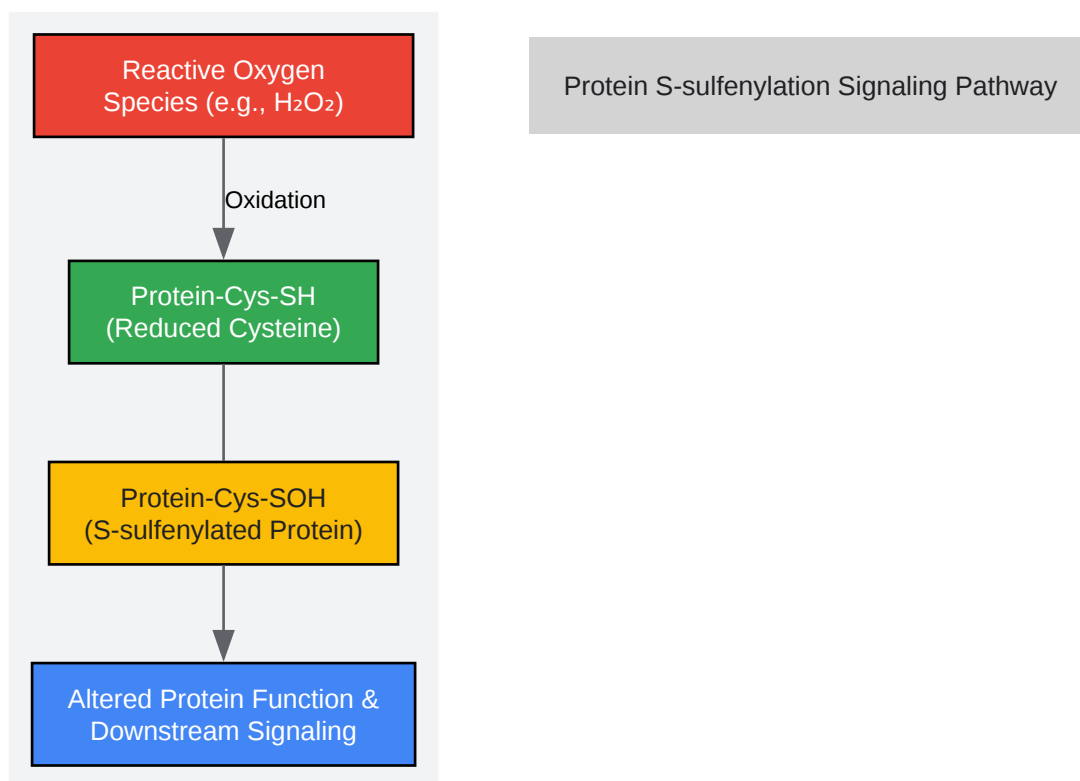 Reactive Oxygen
Species (e.g., H₂O₂)
Protein S-sulfenylation Signaling Pathway
Oxidation
Protein-Cys-SH
(Reduced Cysteine)
Protein-Cys-SOH
(S-sulfenylated Protein)
Altered Protein Function &
Downstream Signaling